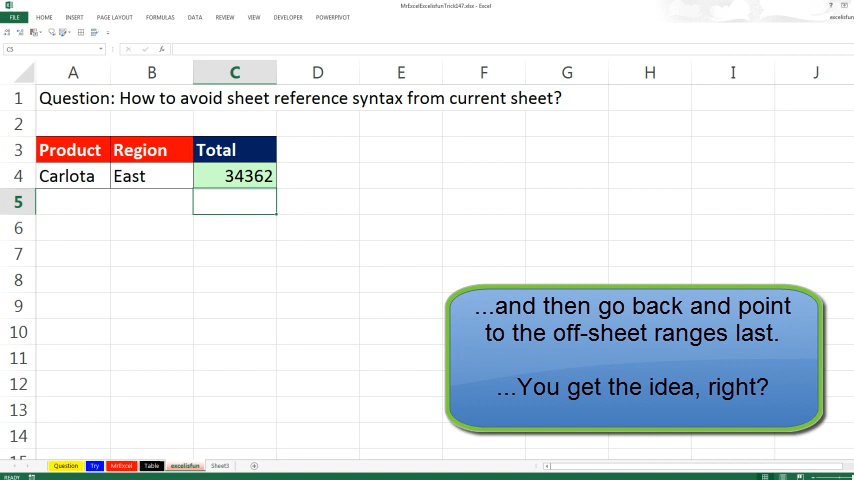 MrExcelExcelisfunTrick147.xlsx - Excel
FILE HOME INSERT PAGE LAYOUT FORMULAS DATA REVIEW VIEW DEVELOPER POWERPIVOT
excelisfun
C5
fx
A B C D E F G H I J
1 Question: How to avoid sheet reference syntax from current sheet?
2
3 Product Region Total
4 Carlota East 34362
5
6
7
8
9
10
11
12
13
14
...and then go back and point
to the off-sheet ranges last.
...You get the idea, right?
Question Try MrExcel Table excelisfun Sheet3
READY